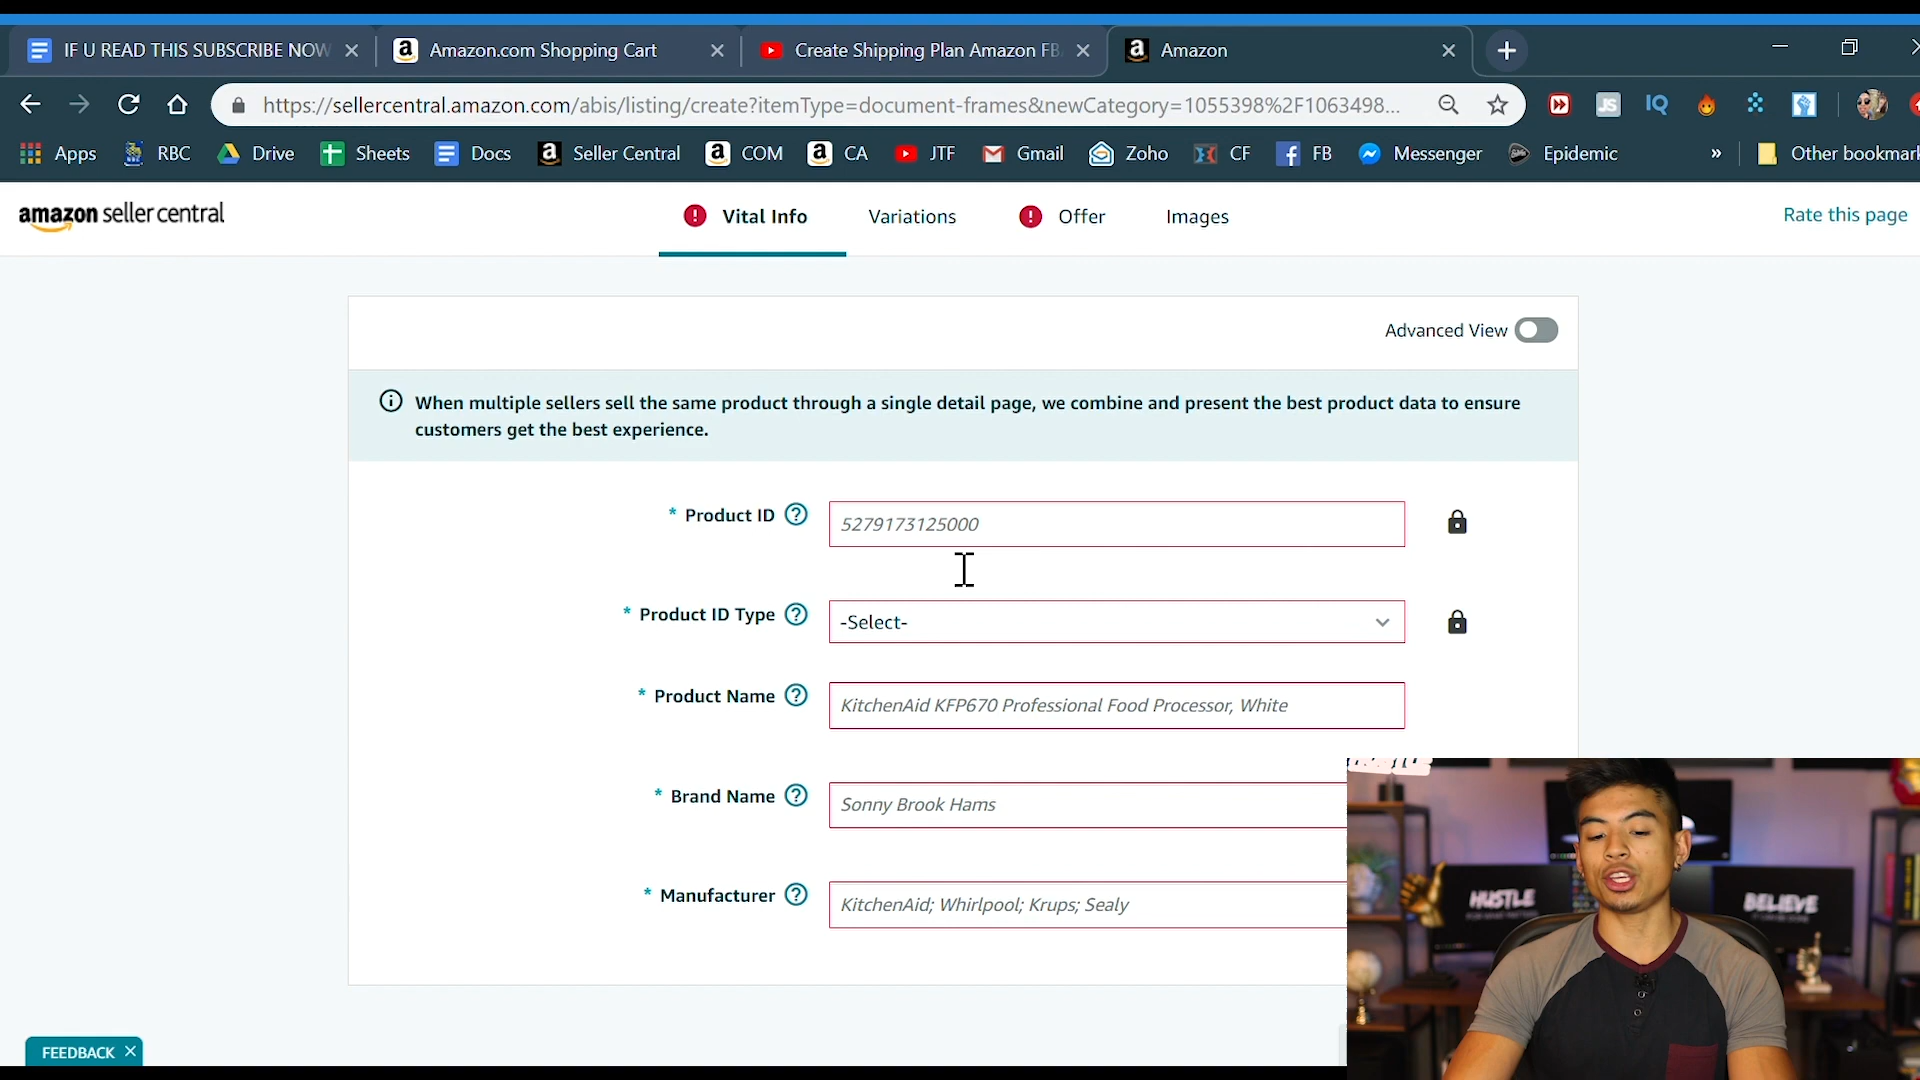 IF U READ THIS SUBSCRIBE NOW
Amazon.com Shopping Cart
Create Shipping Plan Amazon FB
Amazon
https://sellercentral.amazon.com/abis/listing/create?itemType=document-frames&newCategory=1055398%2F1063498...
JS
IQ
Apps
RBC
Drive
Sheets
Docs
Seller Central
COM
CA
JTF
Gmail
Zoho
CF
FB
Messenger
Epidemic
»
Other bookmark
amazon seller central
Vital Info
Variations
Offer
Images
Rate this page
Advanced View
When multiple sellers sell the same product through a single detail page, we combine and present the best product data to ensure
customers get the best experience.
* Product ID
5279173125000
* Product ID Type
-Select-
* Product Name
KitchenAid KFP670 Professional Food Processor, White
* Brand Name
Sonny Brook Hams
* Manufacturer
KitchenAid; Whirlpool; Krups; Sealy
HUSTLE
BELIEVE
FEEDBACK